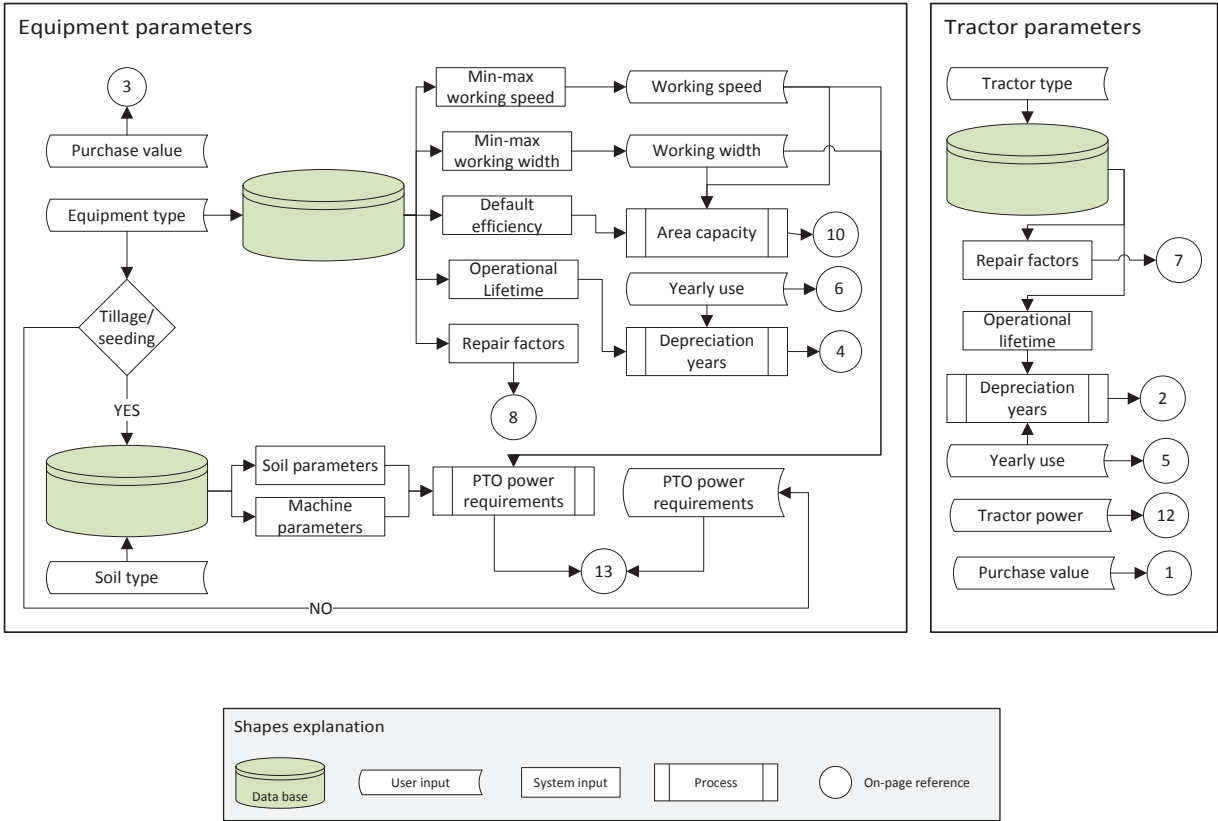 Equipment parameters
3
Purchase value
Equipment type
Tillage/
seeding
YES
Soil type
NO
Min-max
working speed
Working speed
Min-max
working width
Working width
Default
efficiency
Area capacity
10
Operational
Lifetime
Yearly use
6
Repair factors
Depreciation
years
4
8
Soil parameters
Machine
parameters
PTO power
requirements
PTO power
requirements
13
Tractor parameters
Tractor type
Repair factors
7
Operational
lifetime
Depreciation
years
2
Yearly use
5
Tractor power
12
Purchase value
1
Shapes explanation
Data base
User input
System input
Process
On-page reference